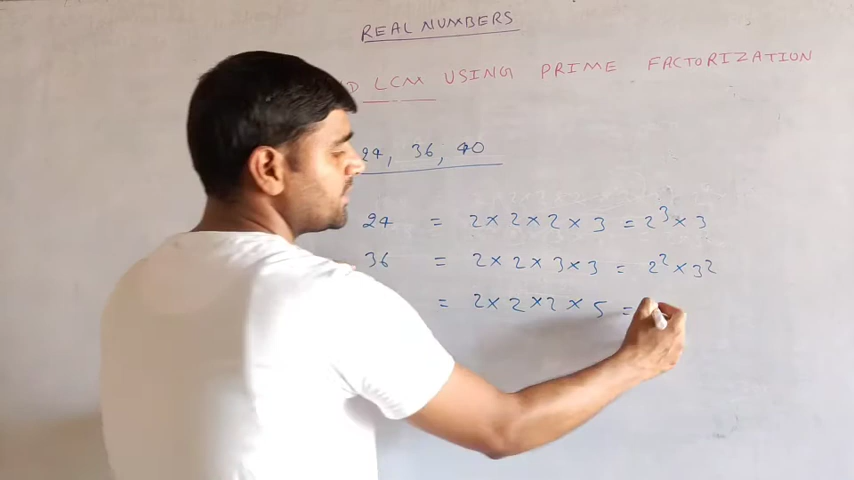 REAL NUMBERS
LCM USING PRIME FACTORIZATION
24, 36, 40
24 = 2×2×2×3 = 2³×3
36 = 2×2×3×3 = 2²×3²
= 2×2×2×5 =